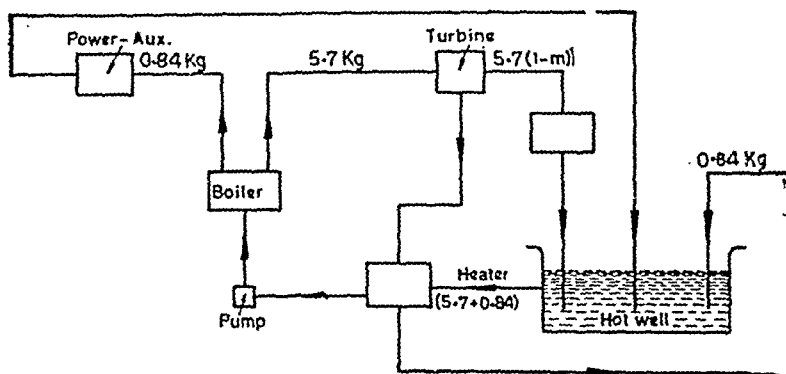 Power-Aux.
0.84 Kg
5.7 Kg
Turbine
5.7(1-m)
0.84 Kg
Boiler
Heater
(5.7+0.84)
Pump
Hot well